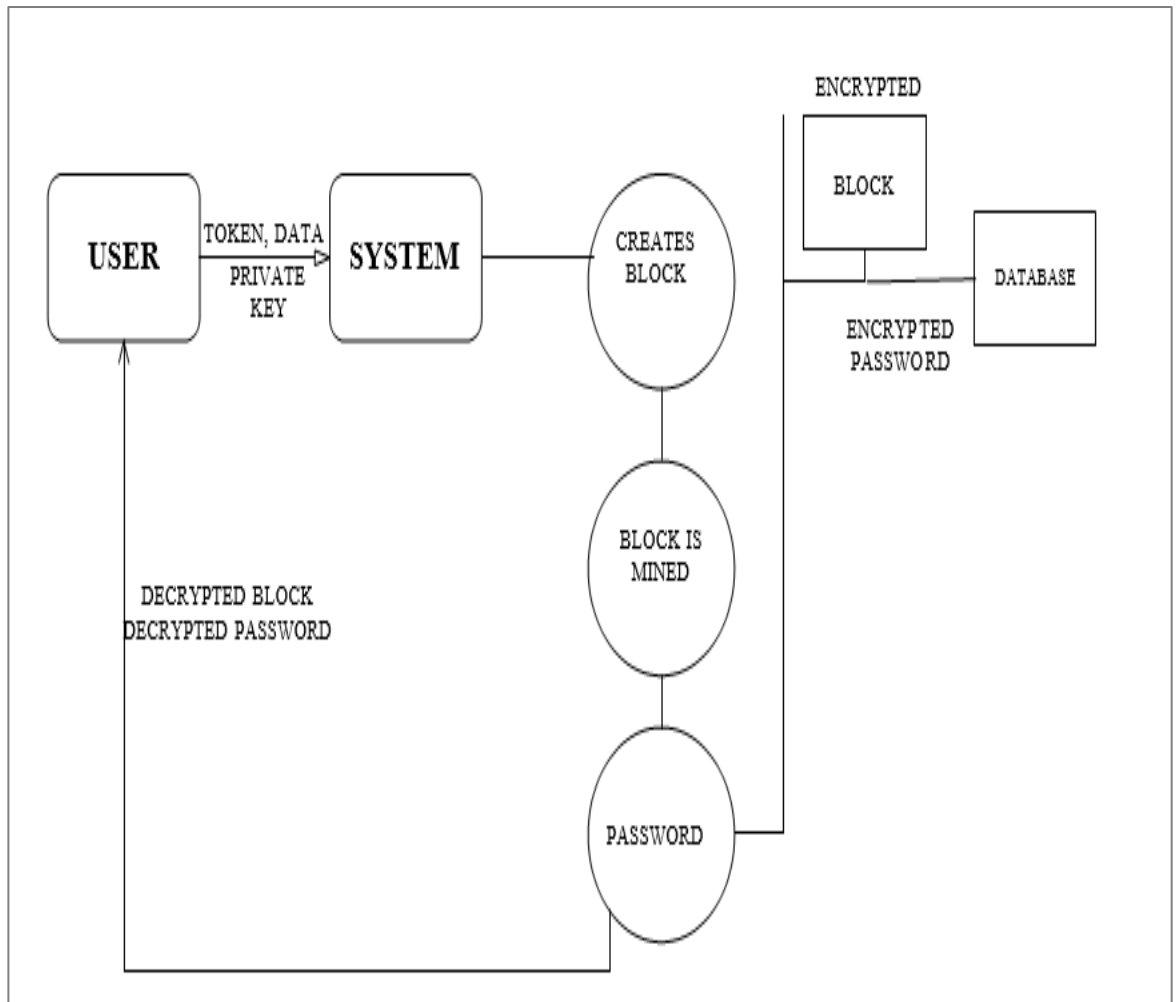 ENCRYPTED
BLOCK
USER
TOKEN, DATA
PRIVATE
KEY
SYSTEM
CREATES
BLOCK
DATABASE
ENCRYPTED
PASSWORD
BLOCK IS
MINED
DECRYPTED BLOCK
DECRYPTED PASSWORD
PASSWORD